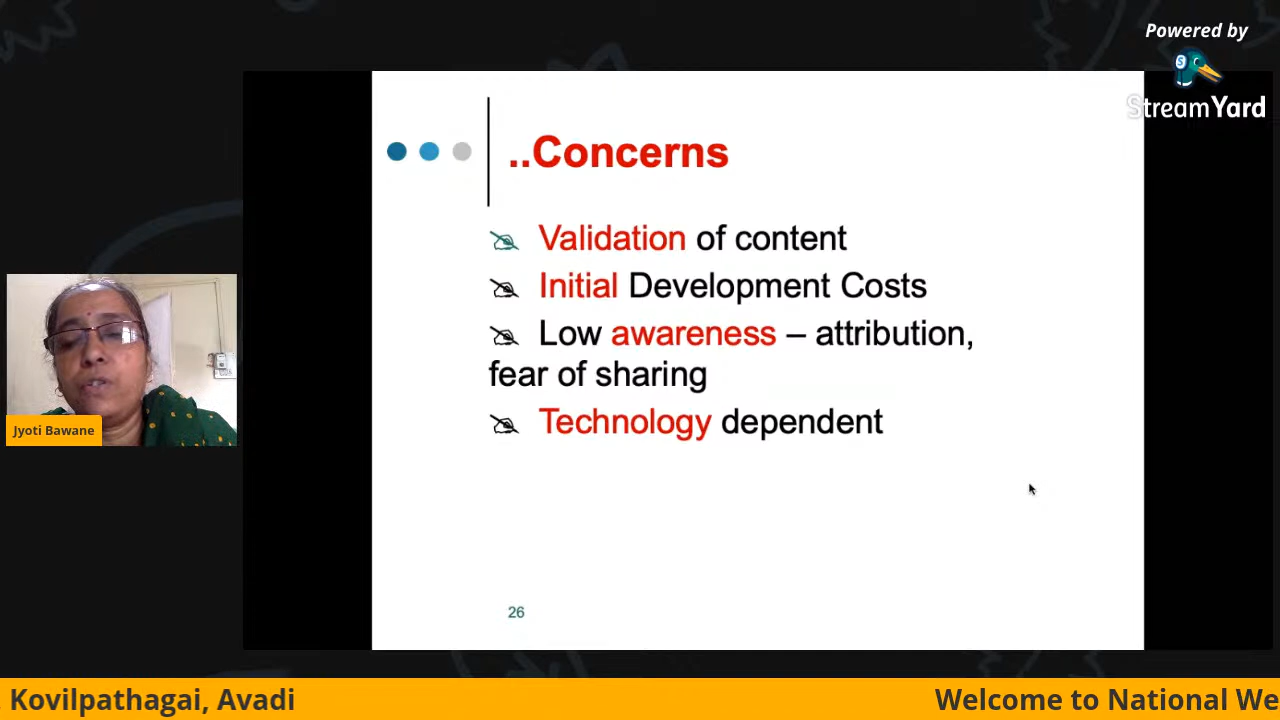 Powered by
StreamYard
..Concerns
Validation of content
Initial Development Costs
Low awareness – attribution,
fear of sharing
Technology dependent
26
Jyoti Bawane
Kovilpathagai, Avadi
Welcome to National We